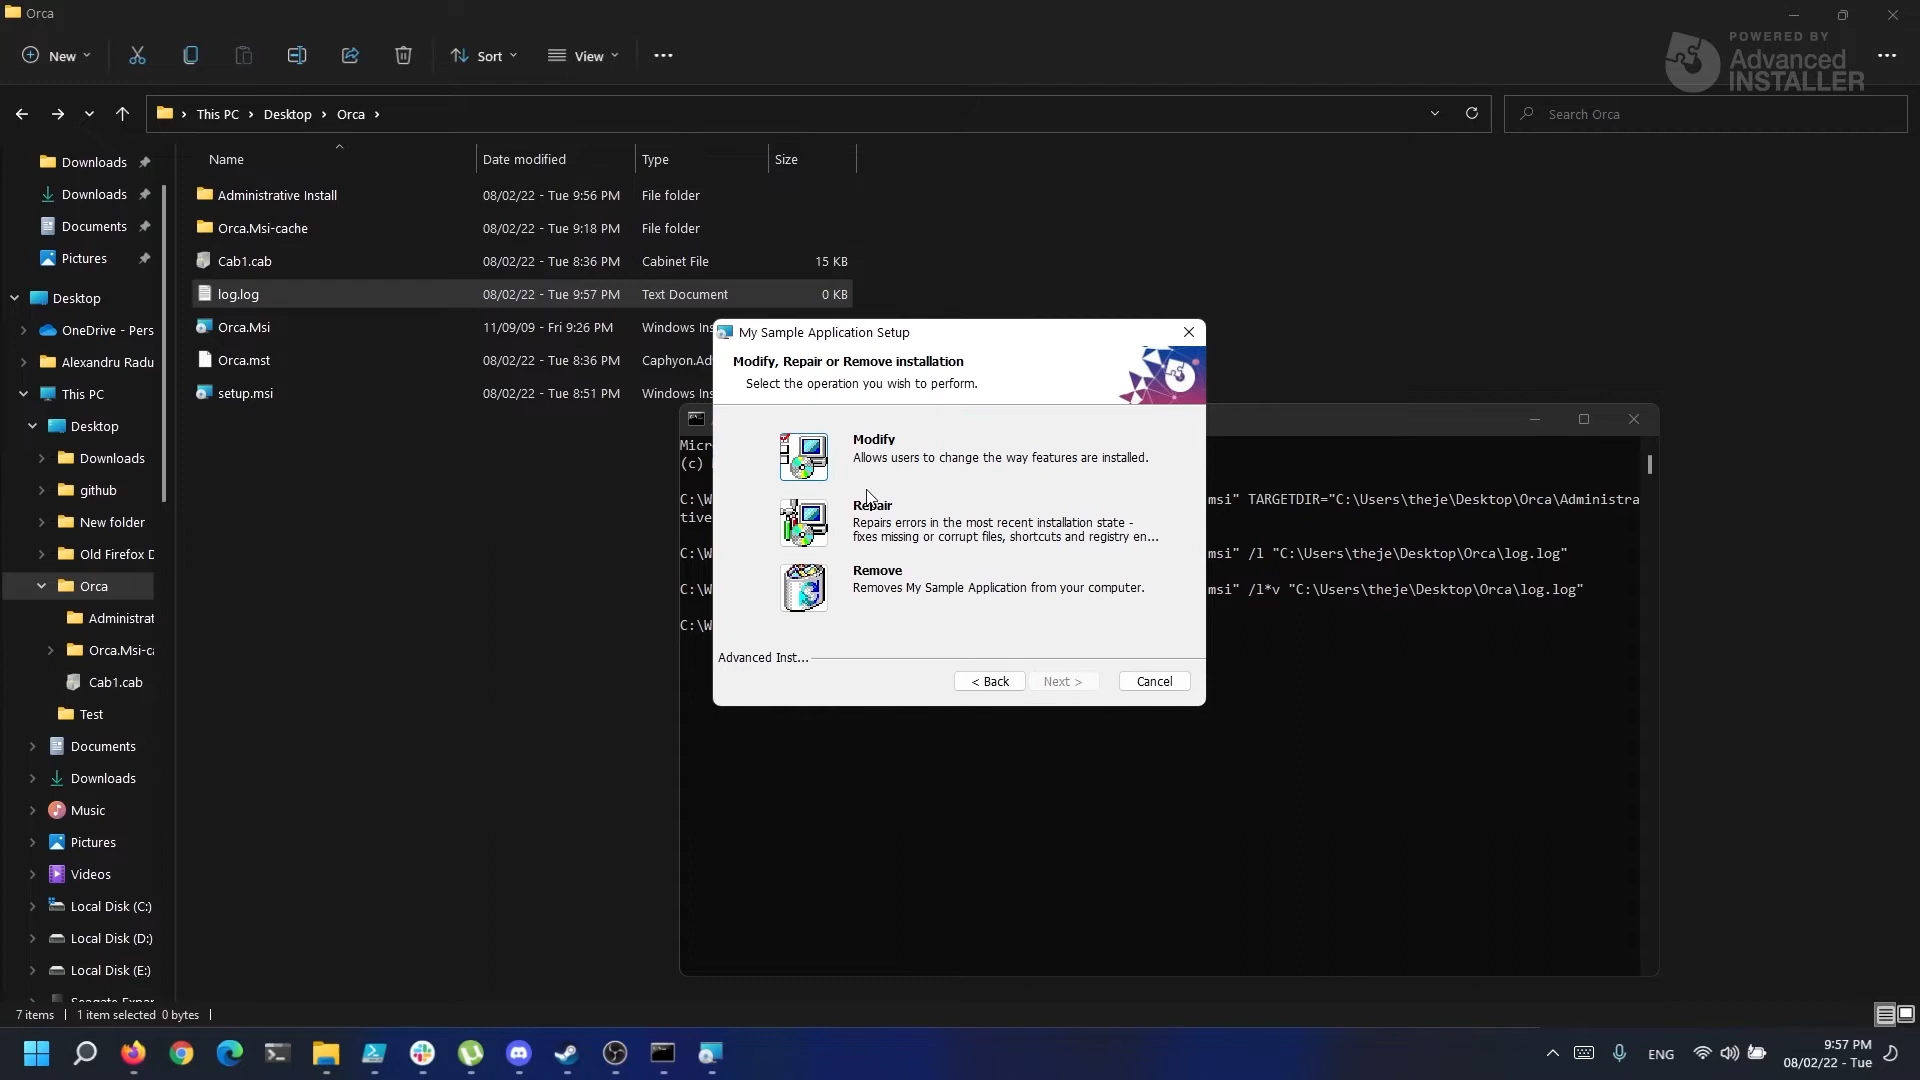 Orca
New
Sort
View
POWERED BY
Advanced
INSTALLER
This PC
Desktop
Orca
Search Orca
Name
Date modified
Type
Size
Administrative Install
08/02/22 - Tue 9:56 PM
File folder
Orca.Msi-cache
08/02/22 - Tue 9:18 PM
File folder
Cab1.cab
08/02/22 - Tue 8:36 PM
Cabinet File
15 KB
log.log
08/02/22 - Tue 9:57 PM
Text Document
0 KB
Orca.Msi
11/09/09 - Fri 9:26 PM
Windows Ins
Orca.mst
08/02/22 - Tue 8:36 PM
Caphyon.Ad
setup.msi
08/02/22 - Tue 8:51 PM
Windows Ins
Downloads
Downloads
Documents
Pictures
Desktop
OneDrive - Pers
Alexandru Radu
This PC
Desktop
Downloads
github
New folder
Old Firefox D
Orca
Administrat
Orca.Msi-ca
Cab1.cab
Test
Documents
Downloads
Music
Pictures
Videos
Local Disk (C:)
Local Disk (D:)
Local Disk (E:)
My Sample Application Setup
Modify, Repair or Remove installation
Select the operation you wish to perform.
Modify
Allows users to change the way features are installed.
Repair
Repairs errors in the most recent installation state -
fixes missing or corrupt files, shortcuts and registry en...
Remove
Removes My Sample Application from your computer.
Advanced Inst...
< Back
Next >
Cancel
Micr
(c)
C:\W
msi" TARGETDIR="C:\Users\theje\Desktop\Orca\Administra
tive
C:\W
msi" /l "C:\Users\theje\Desktop\Orca\log.log"
C:\W
msi" /l*v "C:\Users\theje\Desktop\Orca\log.log"
C:\W
7 items
1 item selected 0 bytes
ENG
9:57 PM
08/02/22 - Tue